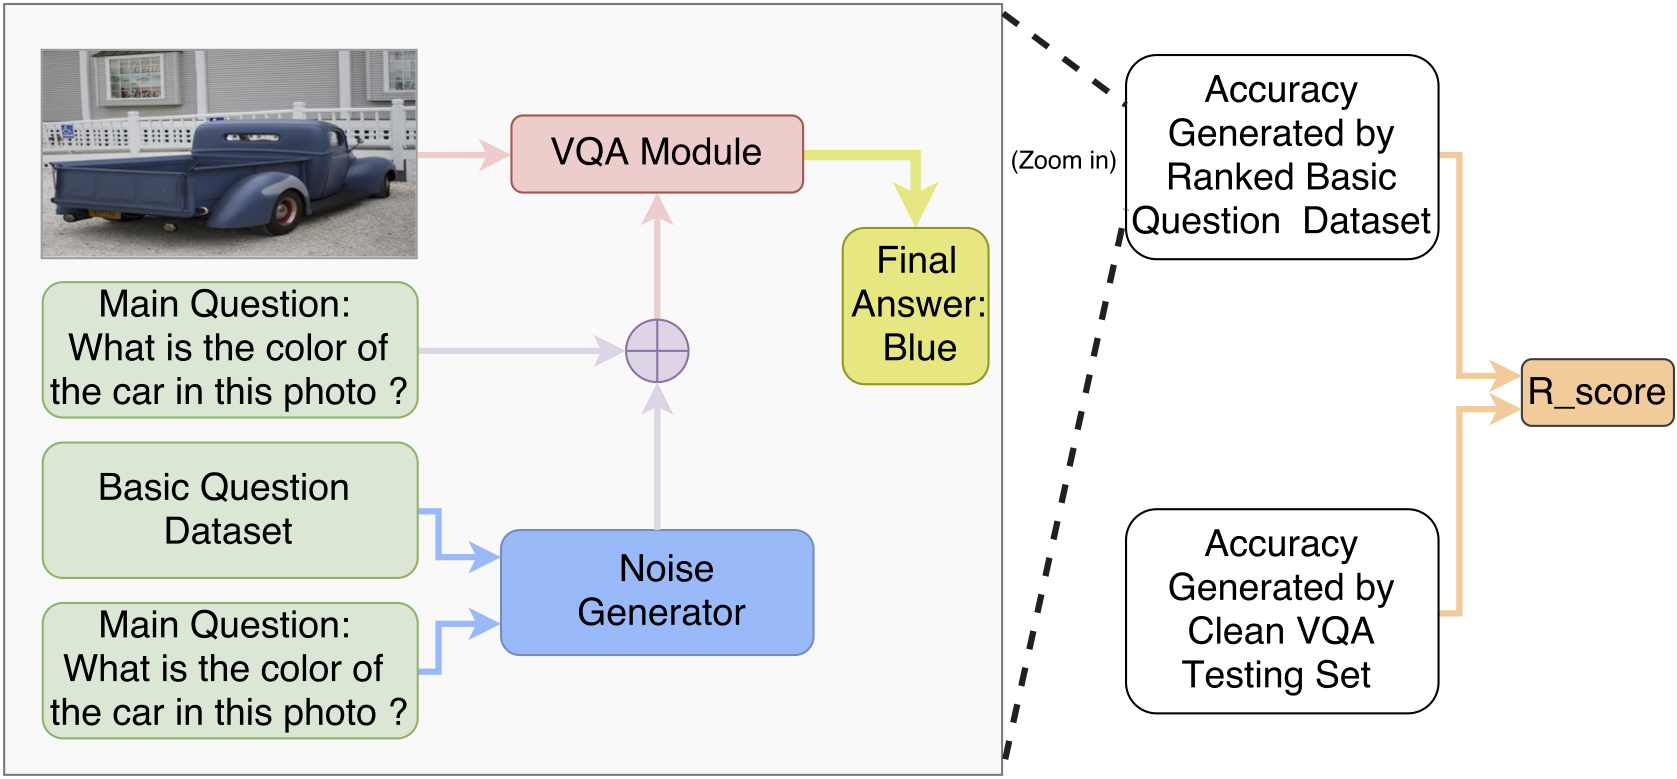 VQA Module
Main Question:
What is the color of
the car in this photo ?
Basic Question
Dataset
Main Question:
What is the color of
the car in this photo ?
Noise
Generator
Final
Answer:
Blue
(Zoom in)
Accuracy
Generated by
Ranked Basic
Question Dataset
Accuracy
Generated by
Clean VQA
Testing Set
R_score